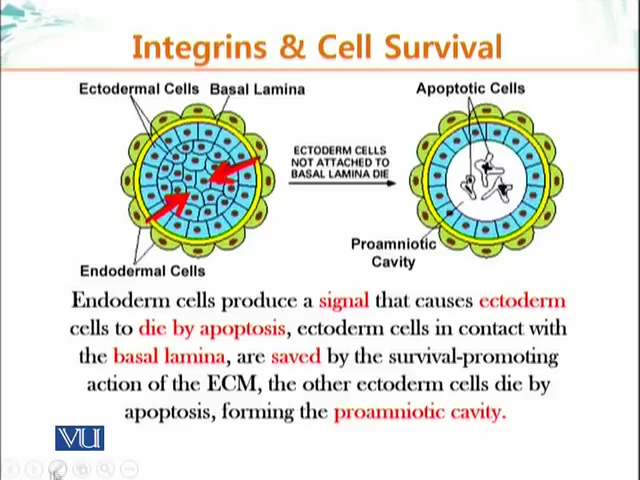 Integrins & Cell Survival
Ectodermal Cells Basal Lamina
Apoptotic Cells
ECTODERM CELLS
NOT ATTACHED TO
BASAL LAMINA DIE
Proamniotic
Cavity
Endodermal Cells
Endoderm cells produce a signal that causes ectoderm
cells to die by apoptosis, ectoderm cells in contact with
the basal lamina, are saved by the survival-promoting
action of the ECM, the other ectoderm cells die by
apoptosis, forming the proamniotic cavity.
VU